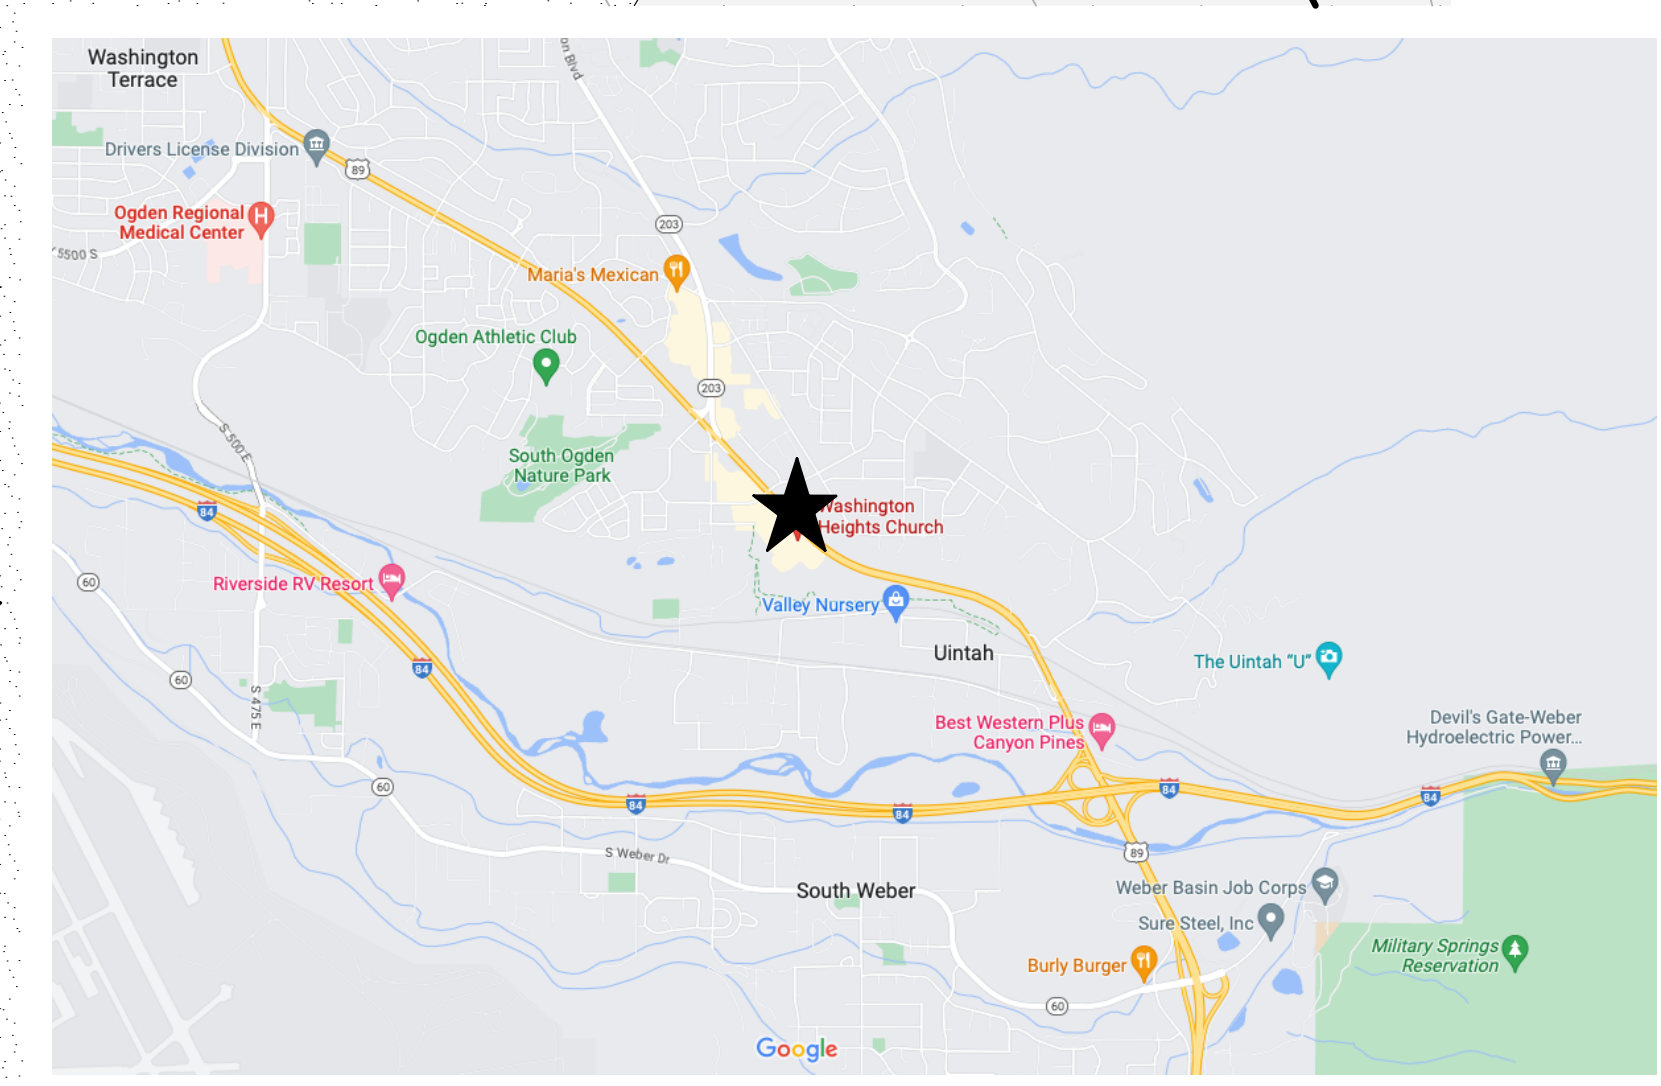 Washington
Terrace
on Blvd
Drivers License Division
89
Ogden Regional
Medical Center
H
5500 S
203
Maria's Mexican
Ogden Athletic Club
203
S 500 E
South Ogden
Nature Park
84
Washington
Heights Church
60
Riverside RV Resort
Valley Nursery
Uintah
84
60
S 475 E
The Uintah “U”
Best Western Plus
Canyon Pines
Devil's Gate-Weber
Hydroelectric Power...
60
84
84
84
84
89
S Weber Dr
South Weber
Weber Basin Job Corps
Sure Steel, Inc
Burly Burger
Military Springs
Reservation
60
Google